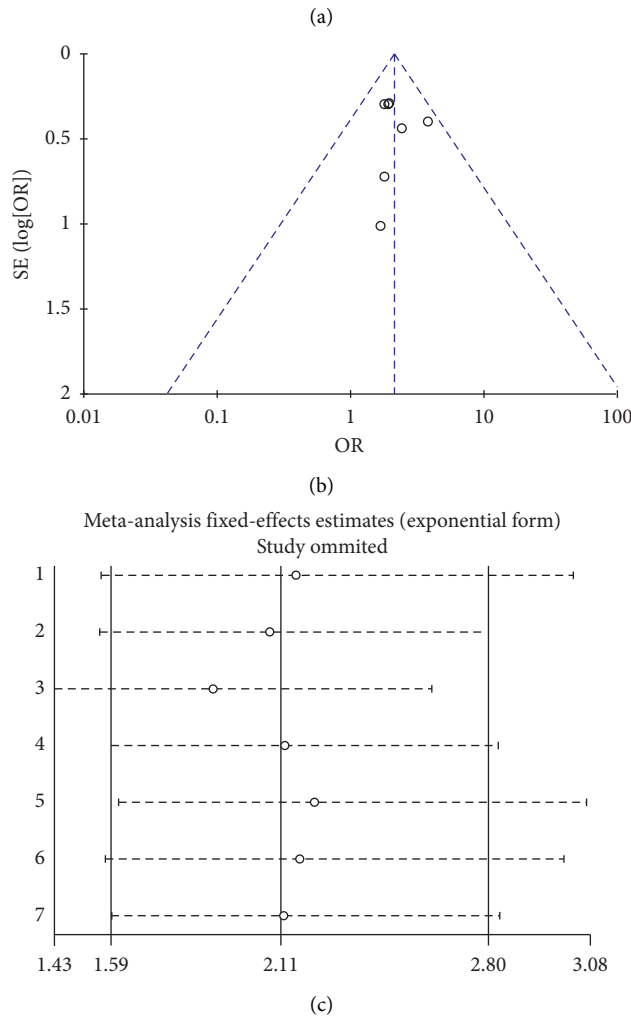 (a)
0
0.5
1
1.5
2
SE (log[OR])
0.01 0.1 1 10 100
OR
(b)
Meta-analysis fixed-effects estimates (exponential form)
Study ommited
1
2
3
4
5
6
7
1.43 1.59 2.11 2.80 3.08
(c)